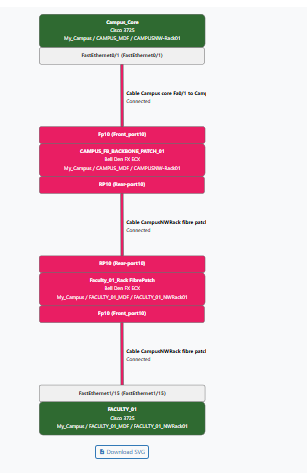 Campus_Core
Cisco 3725
My_Campus / CAMPUS_MDF / CAMPUSNW-Rack01
FastEthernet0/1 (FastEthernet0/1)
Cable Campus core Fa0/1 to Camp
Connected
Fp10 (Front_port10)
CAMPUS_FB_BACKBONE_PATCH_01
Bell Den FX ECX
My_Campus / CAMPUS_MDF / CAMPUSNW-Rack01
RP10 (Rear-port10)
Cable CampusNWRack fibre patch
Connected
RP10 (Rear-port10)
Faculty_01_Rack FibrePatch
Bell Den FX ECX
My_Campus / FACULTY_01_MDF / FACULTY_01_NWRack01
Fp10 (Front_port10)
Cable CampusNWRack fibre patch
Connected
FastEthernet1/15 (FastEthernet1/15)
FACULTY_01
Cisco 3725
My_Campus / FACULTY_01_MDF / FACULTY_01_NWRack01
Download SVG